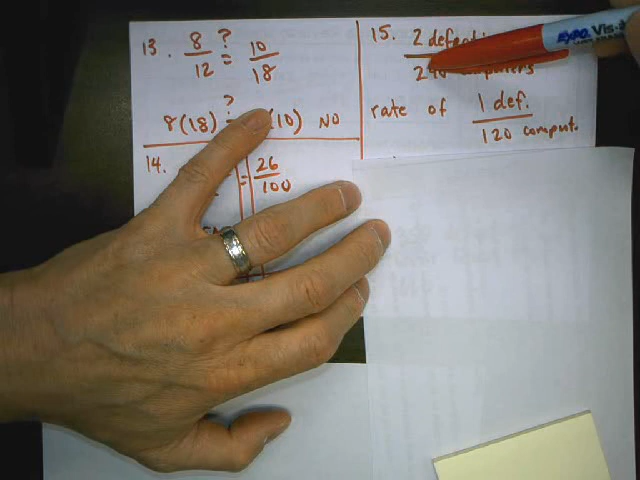 13. 8/12 ?= 10/18
8(18) ?= (10) NO
14. = 26/100
15. 2
rate of 1 def./120 comput.
EXPO Vis